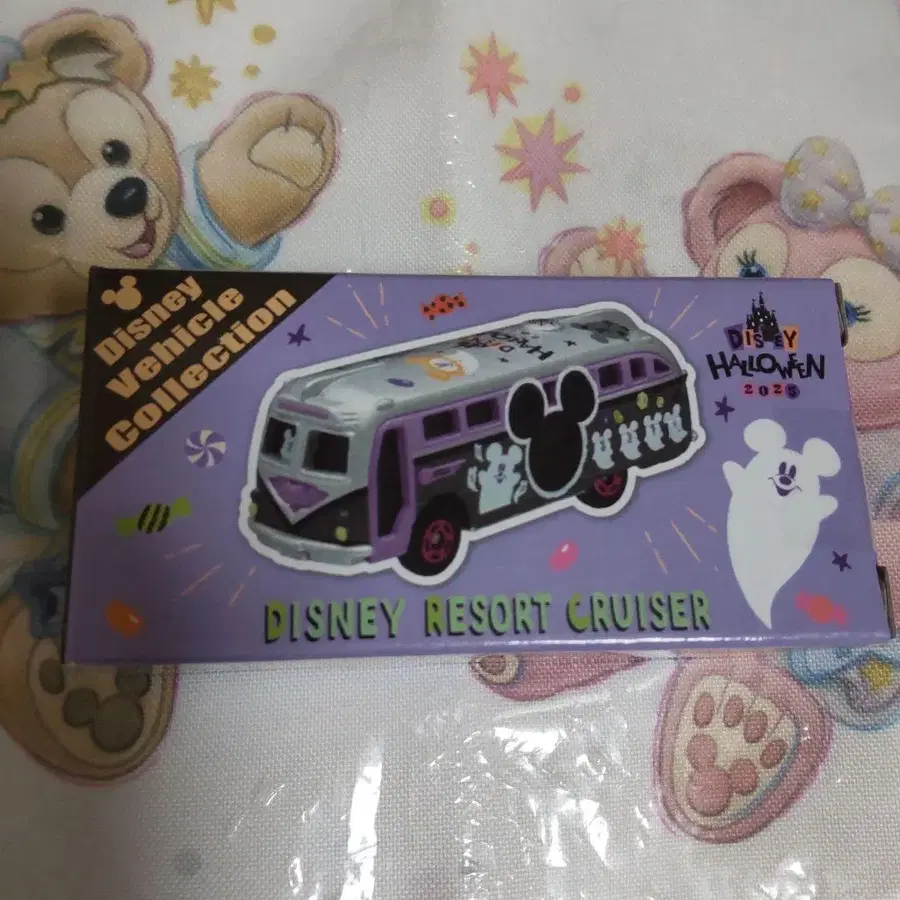 Disney
Vehicle
Collection
DISNEY
HALLOWEEN
2025
DISNEY RESORT CRUISER